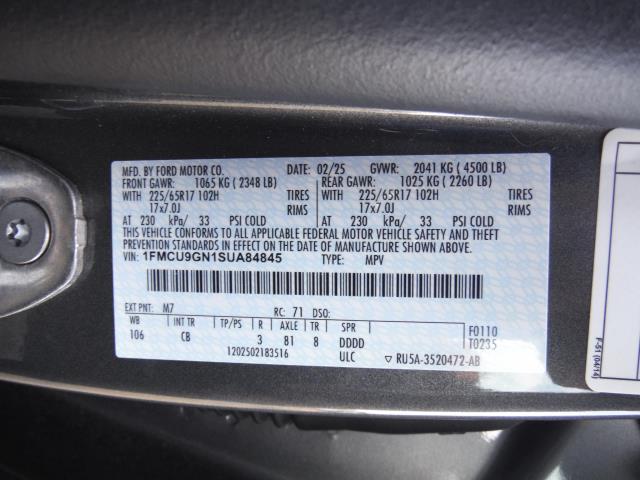 MFD. BY FORD MOTOR CO. DATE: 02/25 GVWR: 2041 KG ( 4500 LB)
FRONT GAWR: 1065 KG ( 2348 LB) REAR GAWR: 1025 KG ( 2260 LB)
WITH 225/65R17 102H TIRES WITH 225/65R17 102H TIRES
17x7.0J RIMS 17x7.0J RIMS
AT 230 kPa/ 33 PSI COLD AT 230 kPa/ 33 PSI COLD
THIS VEHICLE CONFORMS TO ALL APPLICABLE FEDERAL MOTOR VEHICLE SAFETY AND BUMPER
THEFT PREVENTION STANDARDS IN EFFECT ON THE DATE OF MANUFACTURE SHOWN ABOVE.
VIN: 1FMCU9GN1SUA84845 TYPE: MPV
EXT PNT: M7 RC: 71 DSO: F0110
WB INT TR TP/PS R AXLE TR SPR T0235
106 CB 3 81 8 DDDD
1202502183516 ULC ▽ RU5A-3520472-AB
F-51 (04/14)